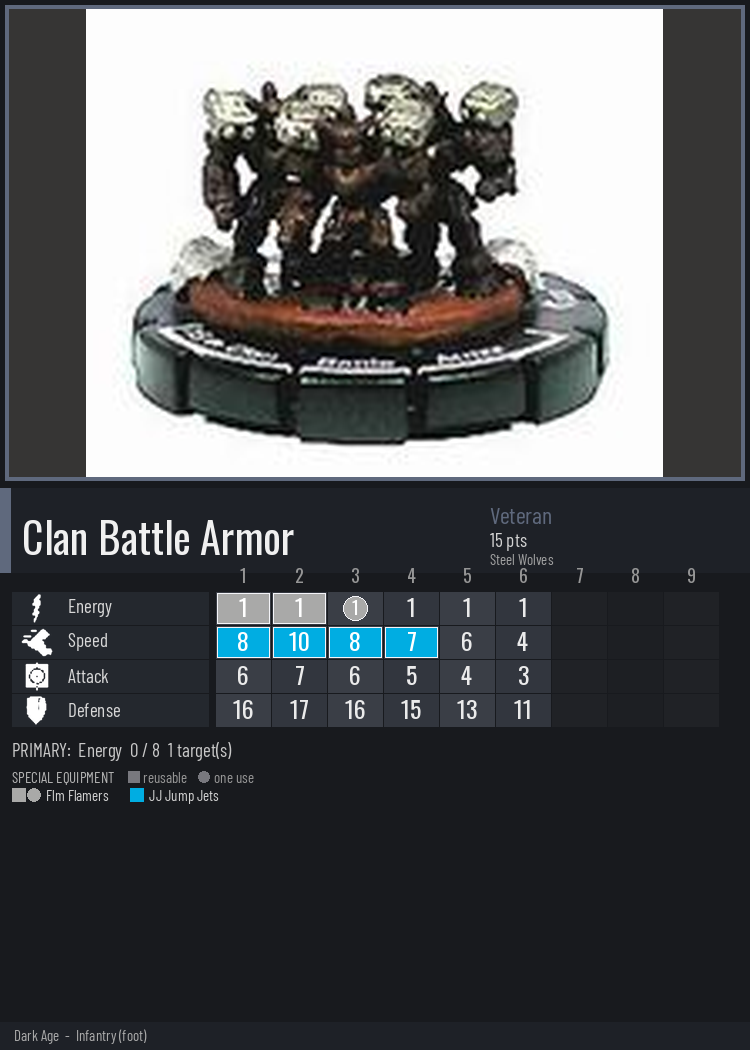 Clan Battle Armor
Veteran
15 pts
Steel Wolves
1 2 3 4 5 6 7 8 9
Energy 1 1 1 1 1 1
Speed 8 10 8 7 6 4
Attack 6 7 6 5 4 3
Defense 16 17 16 15 13 11
PRIMARY: Energy 0 / 8 1 target(s)
SPECIAL EQUIPMENT reusable one use
Flm Flamers JJ Jump Jets
Dark Age - Infantry (foot)